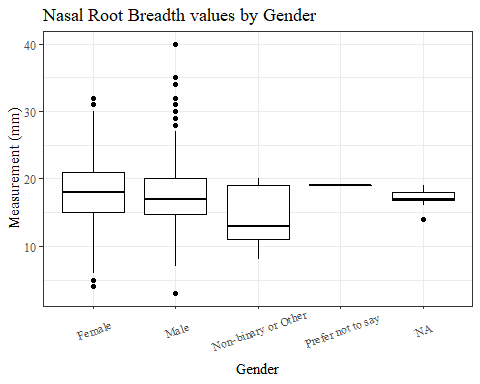 Nasal Root Breadth values by Gender
Measurement (mm)
40
30
20
10
Female
Male
Non-binary or Other
Prefer not to say
NA
Gender